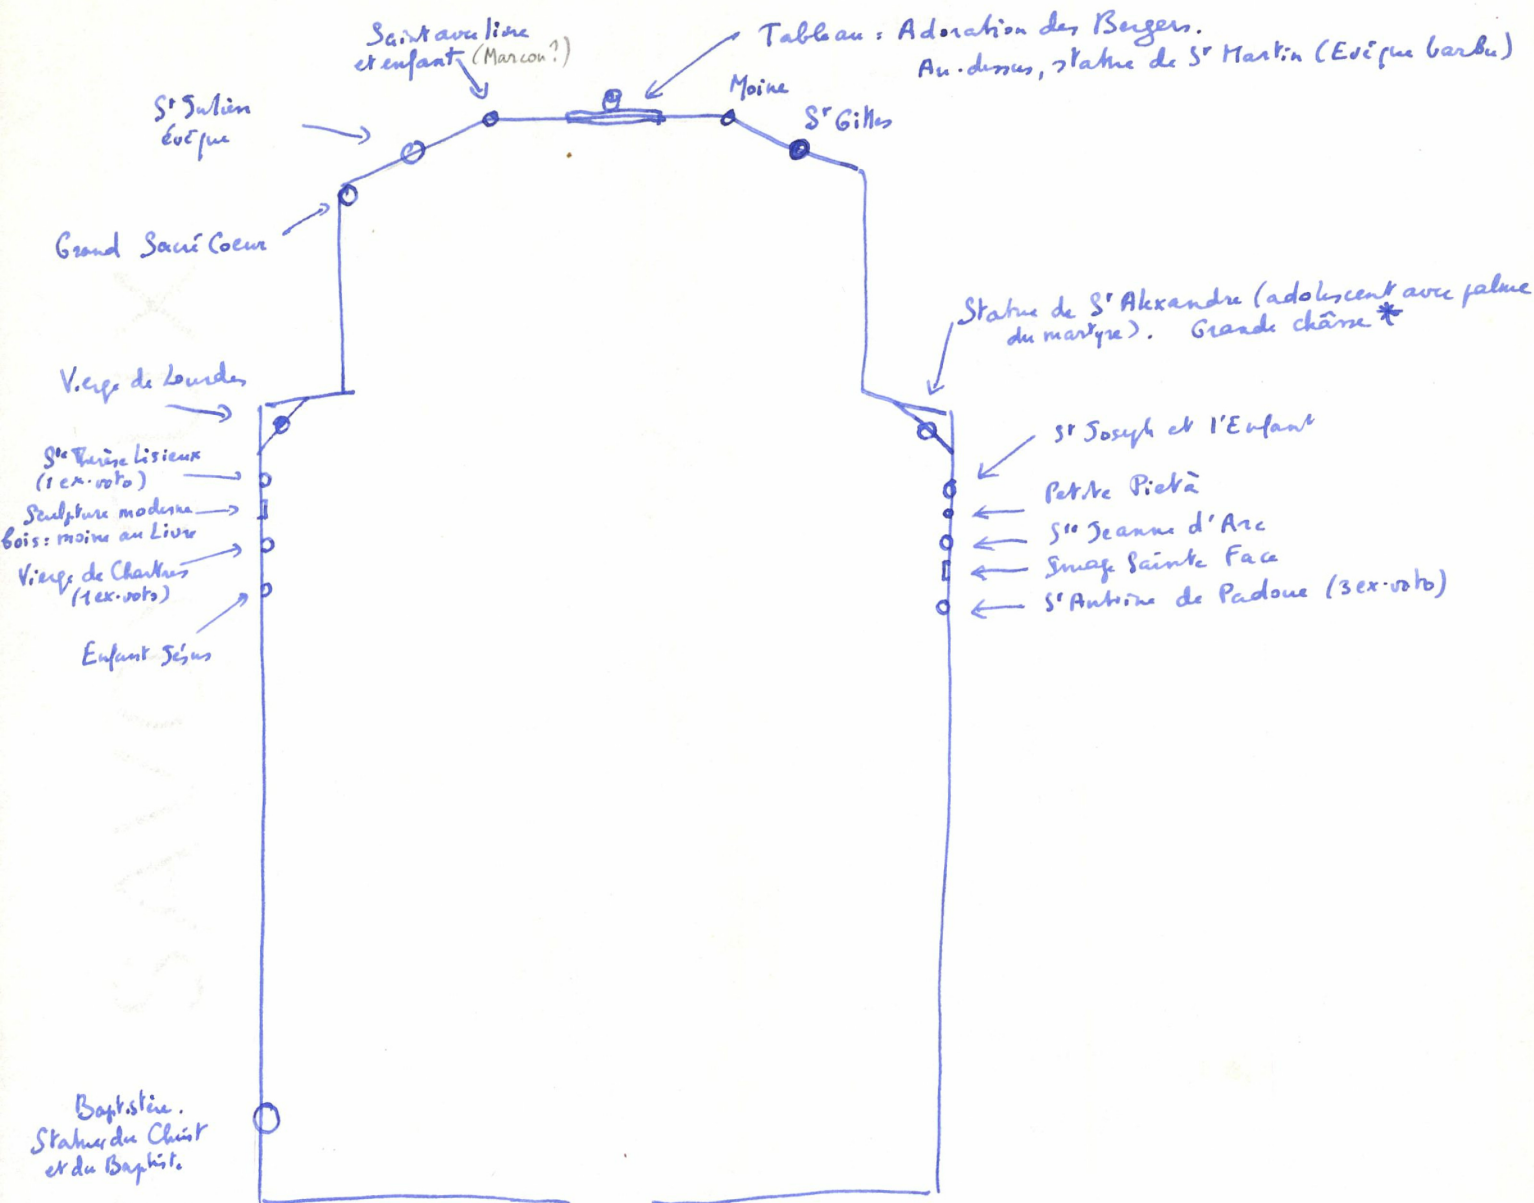 Saint avec livre
et enfant (Marcou?)
Tableau : Adoration des Bergers.
Au-dessus, statue de St Martin (Evêque barbu)
Moine
St Gilles
St Julien
évêque
Grand Sacré Coeur
Statue de St Alexandre (adolescent avec palme
du martyre). Grande châsse *
Vierge de Lourdes
St Joseph et l'Enfant
Ste Thérèse Lisieux
(1 ex-voto)
Petite Pietà
Sculpture moderne
bois : moine au Livre
Ste Jeanne d'Arc
Vierge de Chartres
(1 ex-voto)
Image Sainte Face
St Antoine de Padoue (3 ex-voto)
Enfant Jésus
Baptistère.
Statues du Christ
et du Baptiste